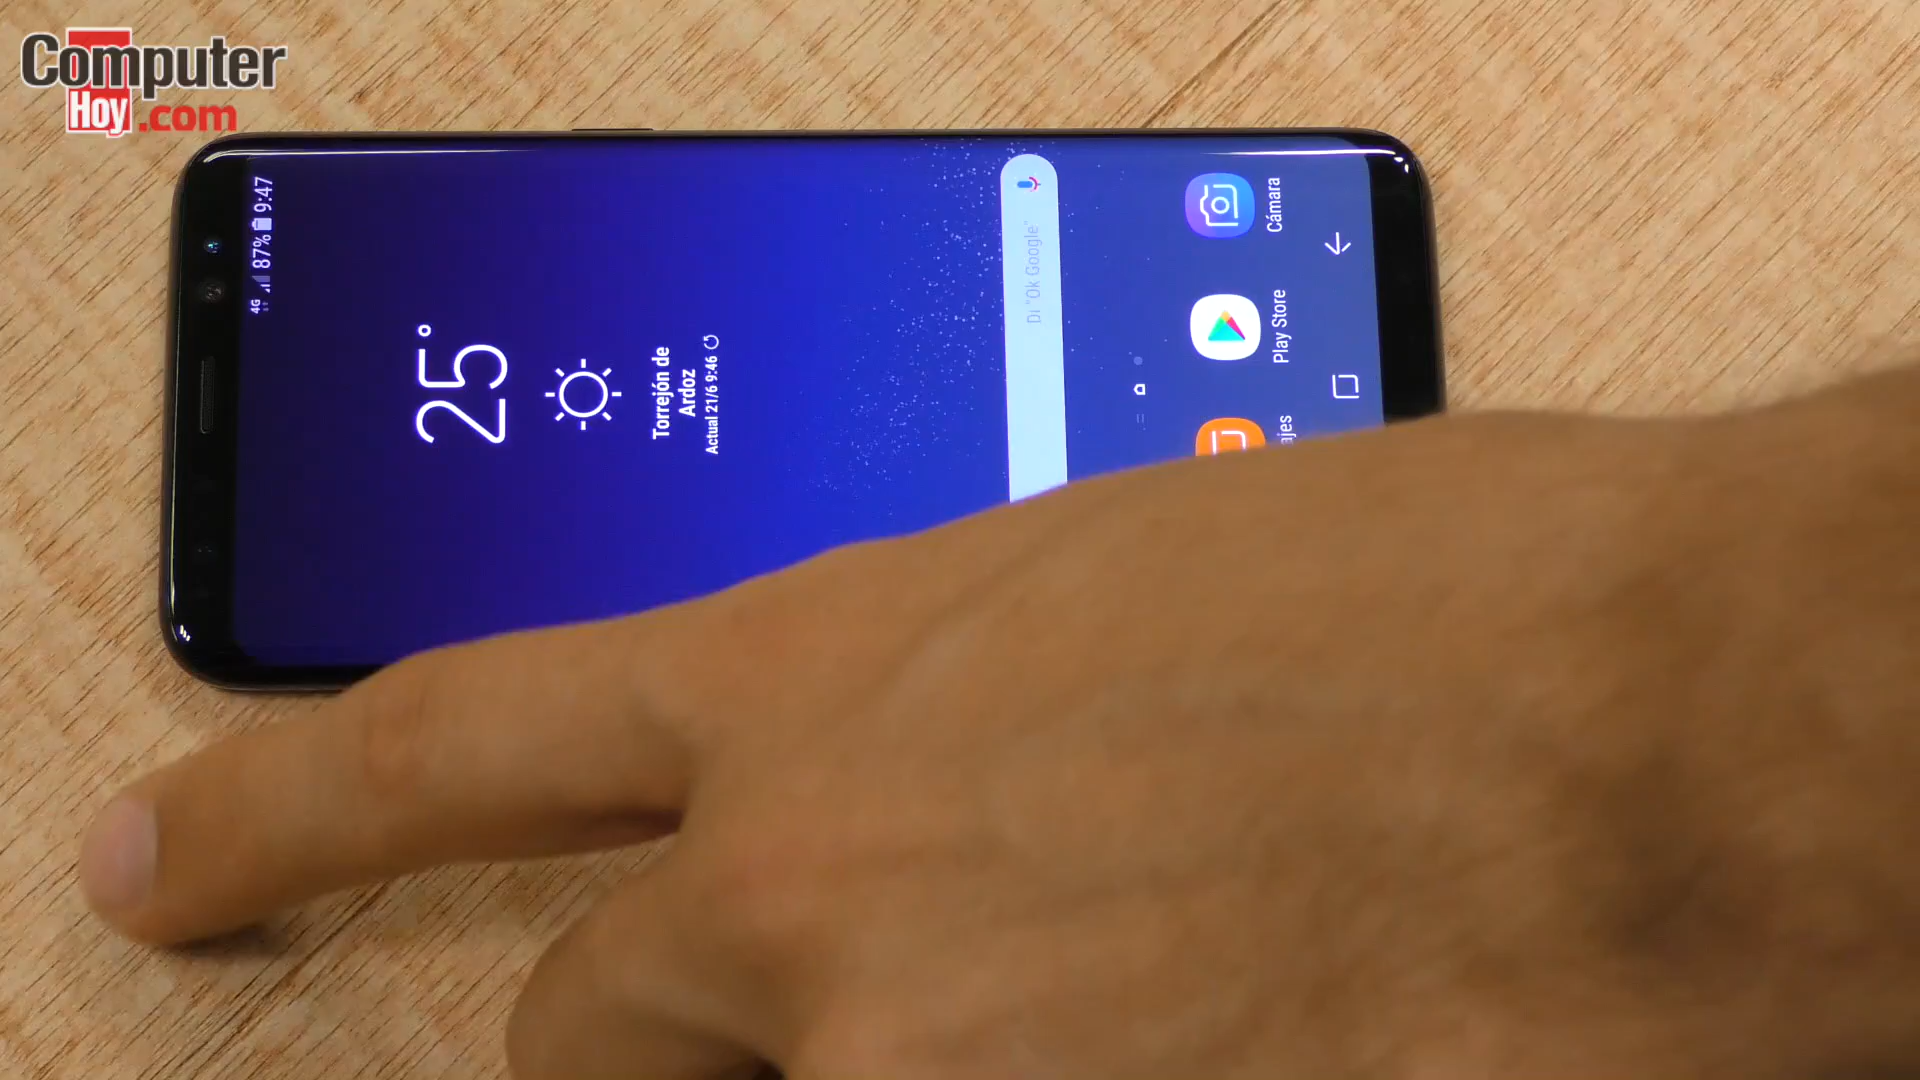 Computer
Hoy.com
4G 87% 9:47
25°
Torrejón de
Ardoz
Actual 21/6 9:46
Di "Ok Google"
ajes
Play Store
Cámara